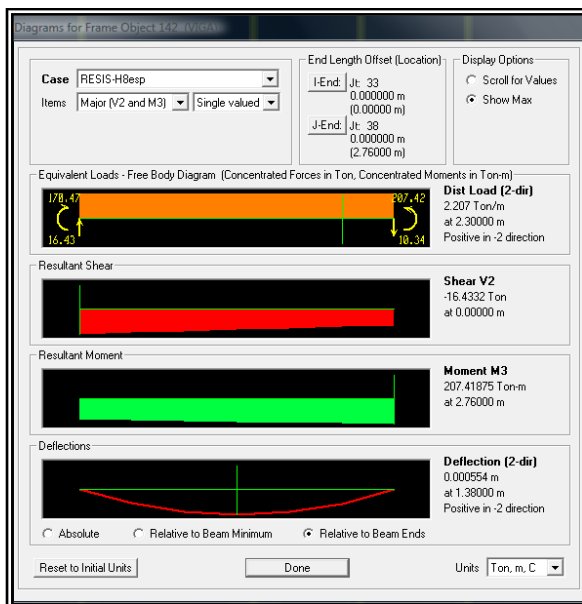 Diagrams for Frame Object 142 (VIGA)
Case RESIS-H8esp
Items Major (V2 and M3) Single valued
End Length Offset (Location)
I-End: Jt: 33
0.000000 m
(0.00000 m)
J-End: Jt: 38
0.000000 m
(2.76000 m)
Display Options
Scroll for Values
Show Max
Equivalent Loads - Free Body Diagram (Concentrated Forces in Ton, Concentrated Moments in Ton-m)
178.47 207.42
16.43 10.34
Dist Load (2-dir)
2.207 Ton/m
at 2.30000 m
Positive in -2 direction
Resultant Shear
Shear V2
-16.4332 Ton
at 0.00000 m
Resultant Moment
Moment M3
207.41875 Ton-m
at 2.76000 m
Deflections
Deflection (2-dir)
0.000554 m
at 1.38000 m
Positive in -2 direction
Absolute Relative to Beam Minimum Relative to Beam Ends
Reset to Initial Units Done Units Ton, m, C